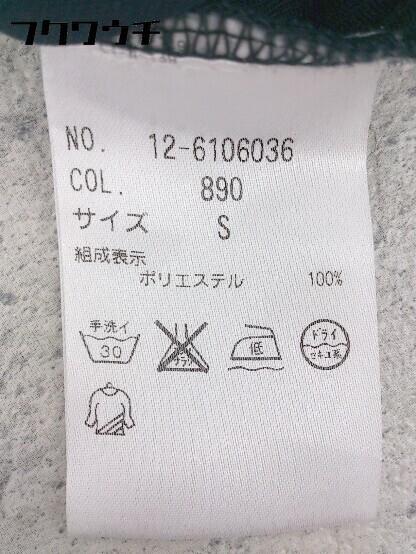 フクワウチ
NO. 12-6106036
COL. 890
サイズ S
組成表示
ポリエステル 100%
手洗イ
30
低
ドライ
セキユ系